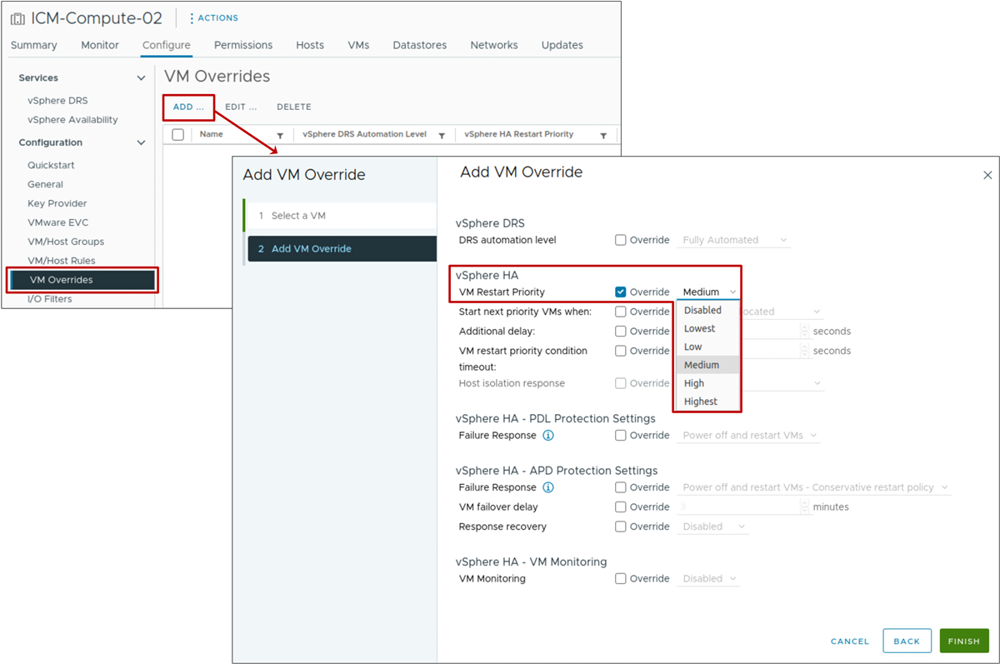 ICM-Compute-02 ACTIONS
Summary Monitor Configure Permissions Hosts VMs Datastores Networks Updates
Services
vSphere DRS
vSphere Availability
Configuration
Quickstart
General
Key Provider
VMware EVC
VM/Host Groups
VM/Host Rules
VM Overrides
I/O Filters
VM Overrides
ADD ... EDIT ... DELETE
Name vSphere DRS Automation Level vSphere HA Restart Priority
Add VM Override
1 Select a VM
2 Add VM Override
Add VM Override
vSphere DRS
DRS automation level Override Fully Automated
vSphere HA
VM Restart Priority Override Medium
Disabled
Lowest
Low
Medium
High
Highest
Start next priority VMs when: Override
Additional delay: Override seconds
VM restart priority condition Override seconds
timeout:
Host isolation response Override
vSphere HA - PDL Protection Settings
Failure Response Override Power off and restart VMs
vSphere HA - APD Protection Settings
Failure Response Override Power off and restart VMs - Conservative restart policy
VM failover delay Override 3 minutes
Response recovery Override Disabled
vSphere HA - VM Monitoring
VM Monitoring Override Disabled
CANCEL BACK FINISH